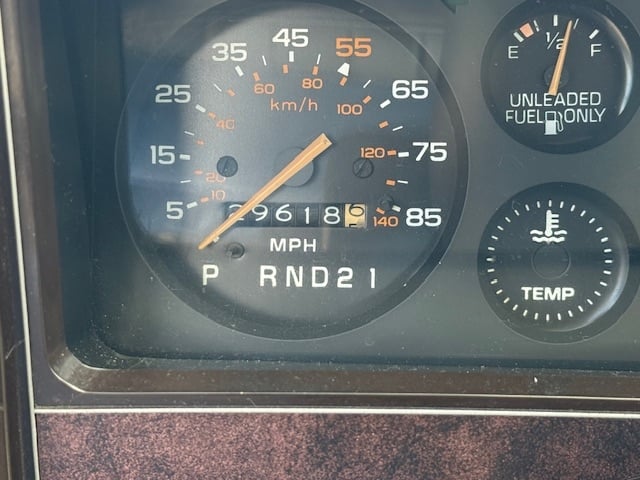 5 15 25 35 45 55 65 75 85
10 20 40 60 80 100 120 140
km/h
29618
MPH
P RND21
E 1/2 F
UNLEADED
FUEL ONLY
TEMP